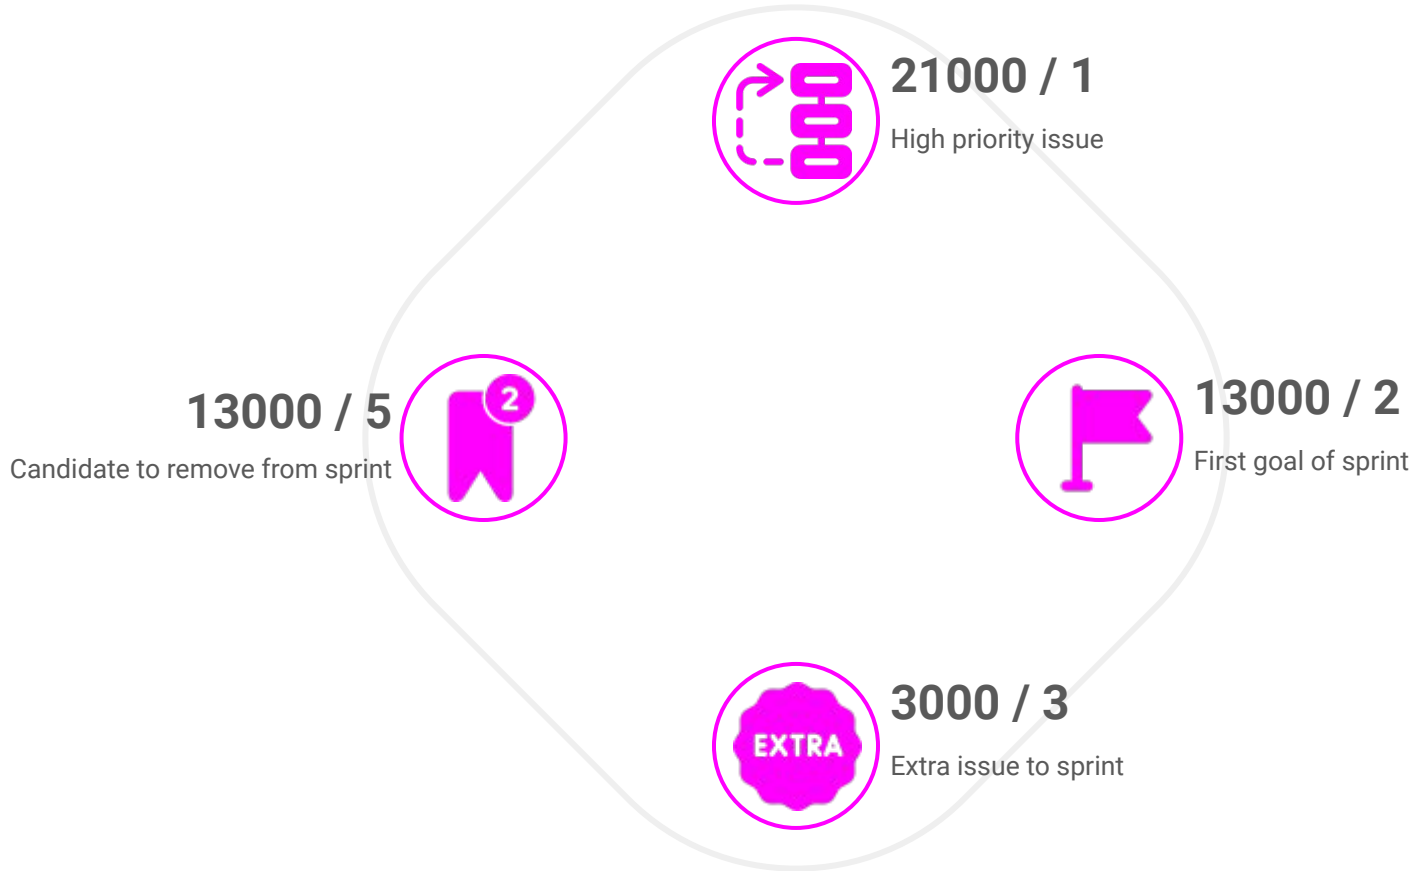 21000 / 1
High priority issue
13000 / 5
Candidate to remove from sprint
2
13000 / 2
First goal of sprint
EXTRA
3000 / 3
Extra issue to sprint